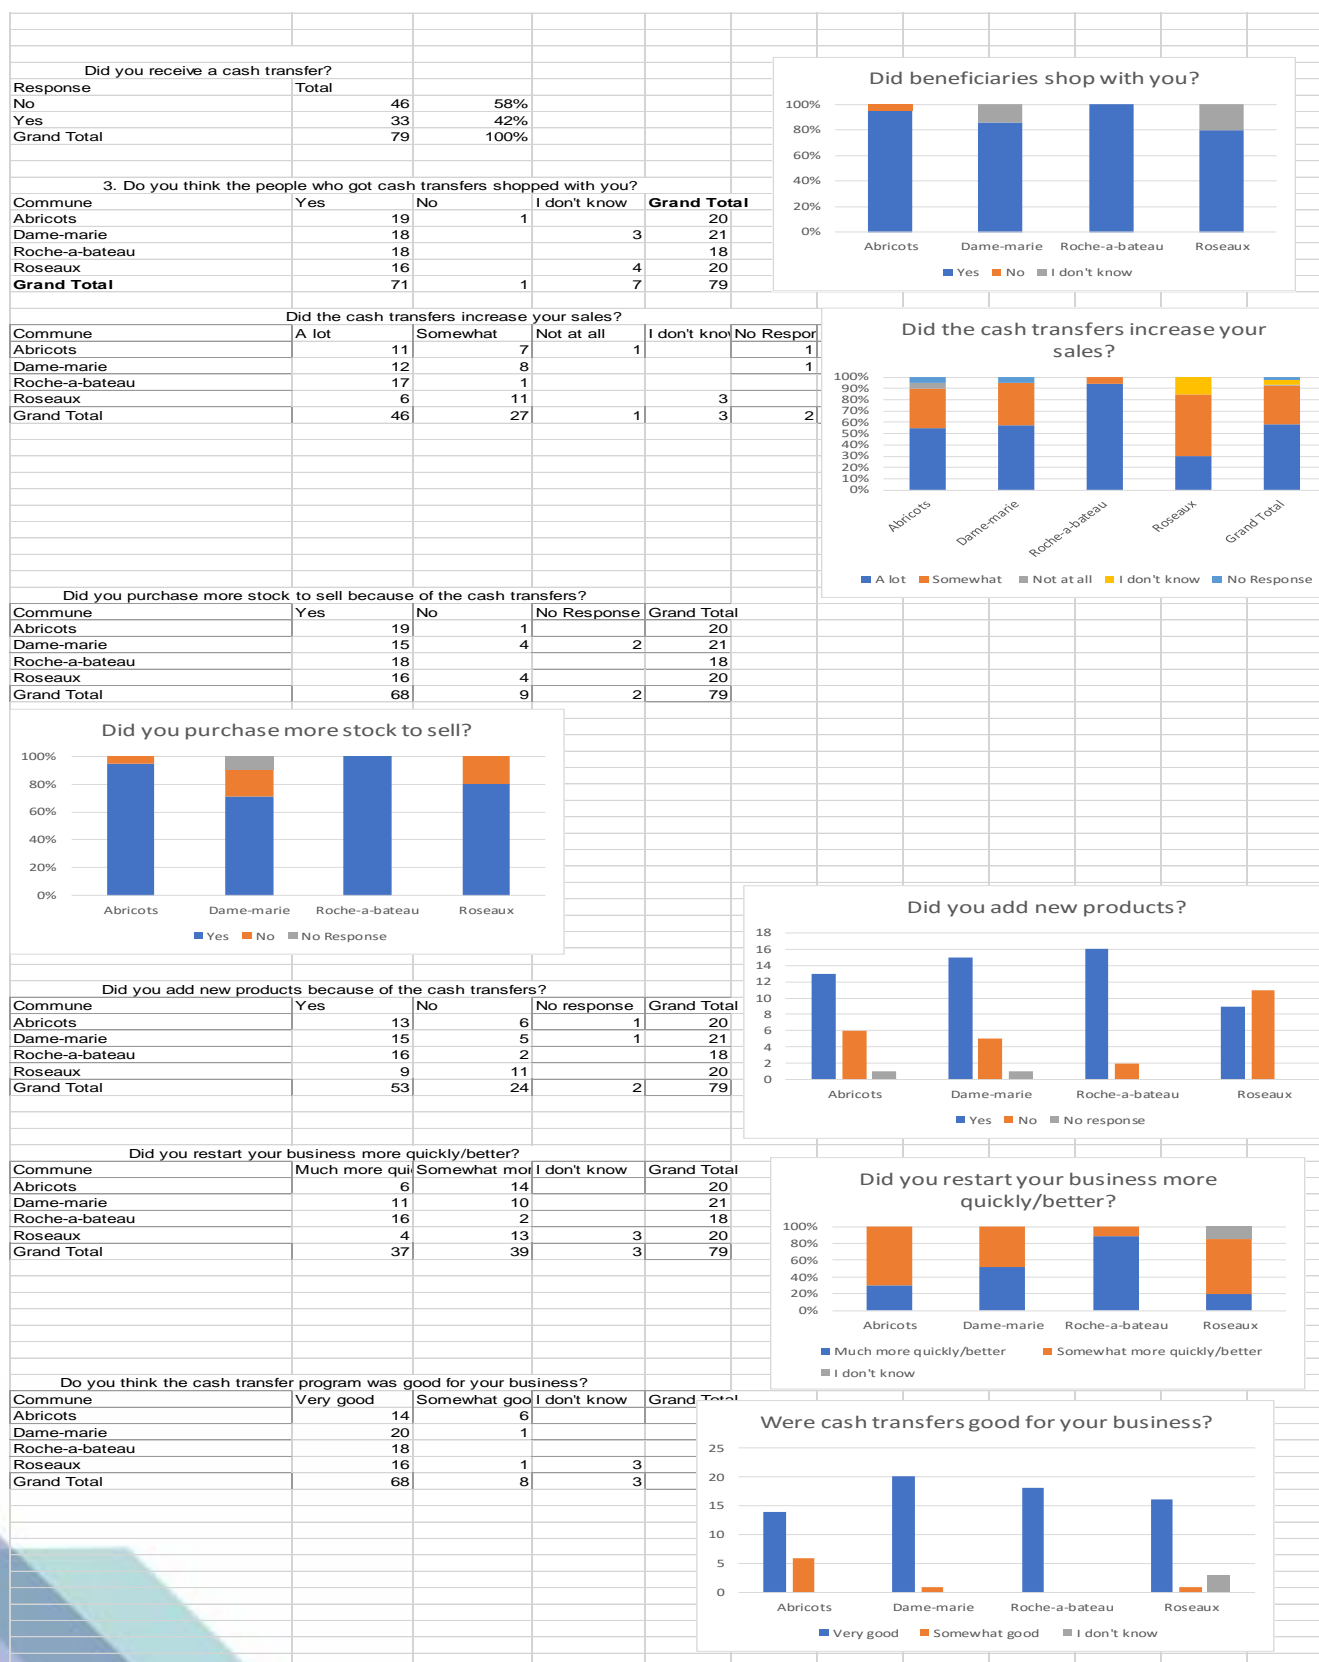 Did you receive a cash transfer?
Response Total
No 46 58%
Yes 33 42%
Grand Total 79 100%
Did beneficiaries shop with you?
100%
80%
60%
40%
20%
0%
Abricots Dame-marie Roche-a-bateau Roseaux
Yes No I don't know
3. Do you think the people who got cash transfers shopped with you?
Commune Yes No I don't know Grand Total
Abricots 19 1 20
Dame-marie 18 3 21
Roche-a-bateau 18 18
Roseaux 16 4 20
Grand Total 71 1 7 79
Did the cash transfers increase your sales?
Commune A lot Somewhat Not at all I don't know No Respon
Abricots 11 7 1 1
Dame-marie 12 8 1
Roche-a-bateau 17 1
Roseaux 6 11 3
Grand Total 46 27 1 3 2
Did the cash transfers increase your
sales?
100%
90%
80%
70%
60%
50%
40%
30%
20%
10%
0%
Abricots Dame-marie Roche-a-bateau Roseaux Grand Total
A lot Somewhat Not at all I don't know No Response
Did you purchase more stock to sell because of the cash transfers?
Commune Yes No No Response Grand Total
Abricots 19 1 20
Dame-marie 15 4 2 21
Roche-a-bateau 18 18
Roseaux 16 4 20
Grand Total 68 9 2 79
Did you purchase more stock to sell?
100%
80%
60%
40%
20%
0%
Abricots Dame-marie Roche-a-bateau Roseaux
Yes No No Response
Did you add new products?
18
16
14
12
10
8
6
4
2
0
Abricots Dame-marie Roche-a-bateau Roseaux
Yes No No response
Did you add new products because of the cash transfers?
Commune Yes No No response Grand Total
Abricots 13 6 1 20
Dame-marie 15 5 1 21
Roche-a-bateau 16 2 18
Roseaux 9 11 20
Grand Total 53 24 2 79
Did you restart your business more quickly/better?
Commune Much more qui Somewhat mor I don't know Grand Total
Abricots 6 14 20
Dame-marie 11 10 21
Roche-a-bateau 16 2 18
Roseaux 4 13 3 20
Grand Total 37 39 3 79
Did you restart your business more
quickly/better?
100%
80%
60%
40%
20%
0%
Abricots Dame-marie Roche-a-bateau Roseaux
Much more quickly/better Somewhat more quickly/better
I don't know
Do you think the cash transfer program was good for your business?
Commune Very good Somewhat goo I don't know Grand Total
Abricots 14 6
Dame-marie 20 1
Roche-a-bateau 18
Roseaux 16 1 3
Grand Total 68 8 3
Were cash transfers good for your business?
25
20
15
10
5
0
Abricots Dame-marie Roche-a-bateau Roseaux
Very good Somewhat good I don't know